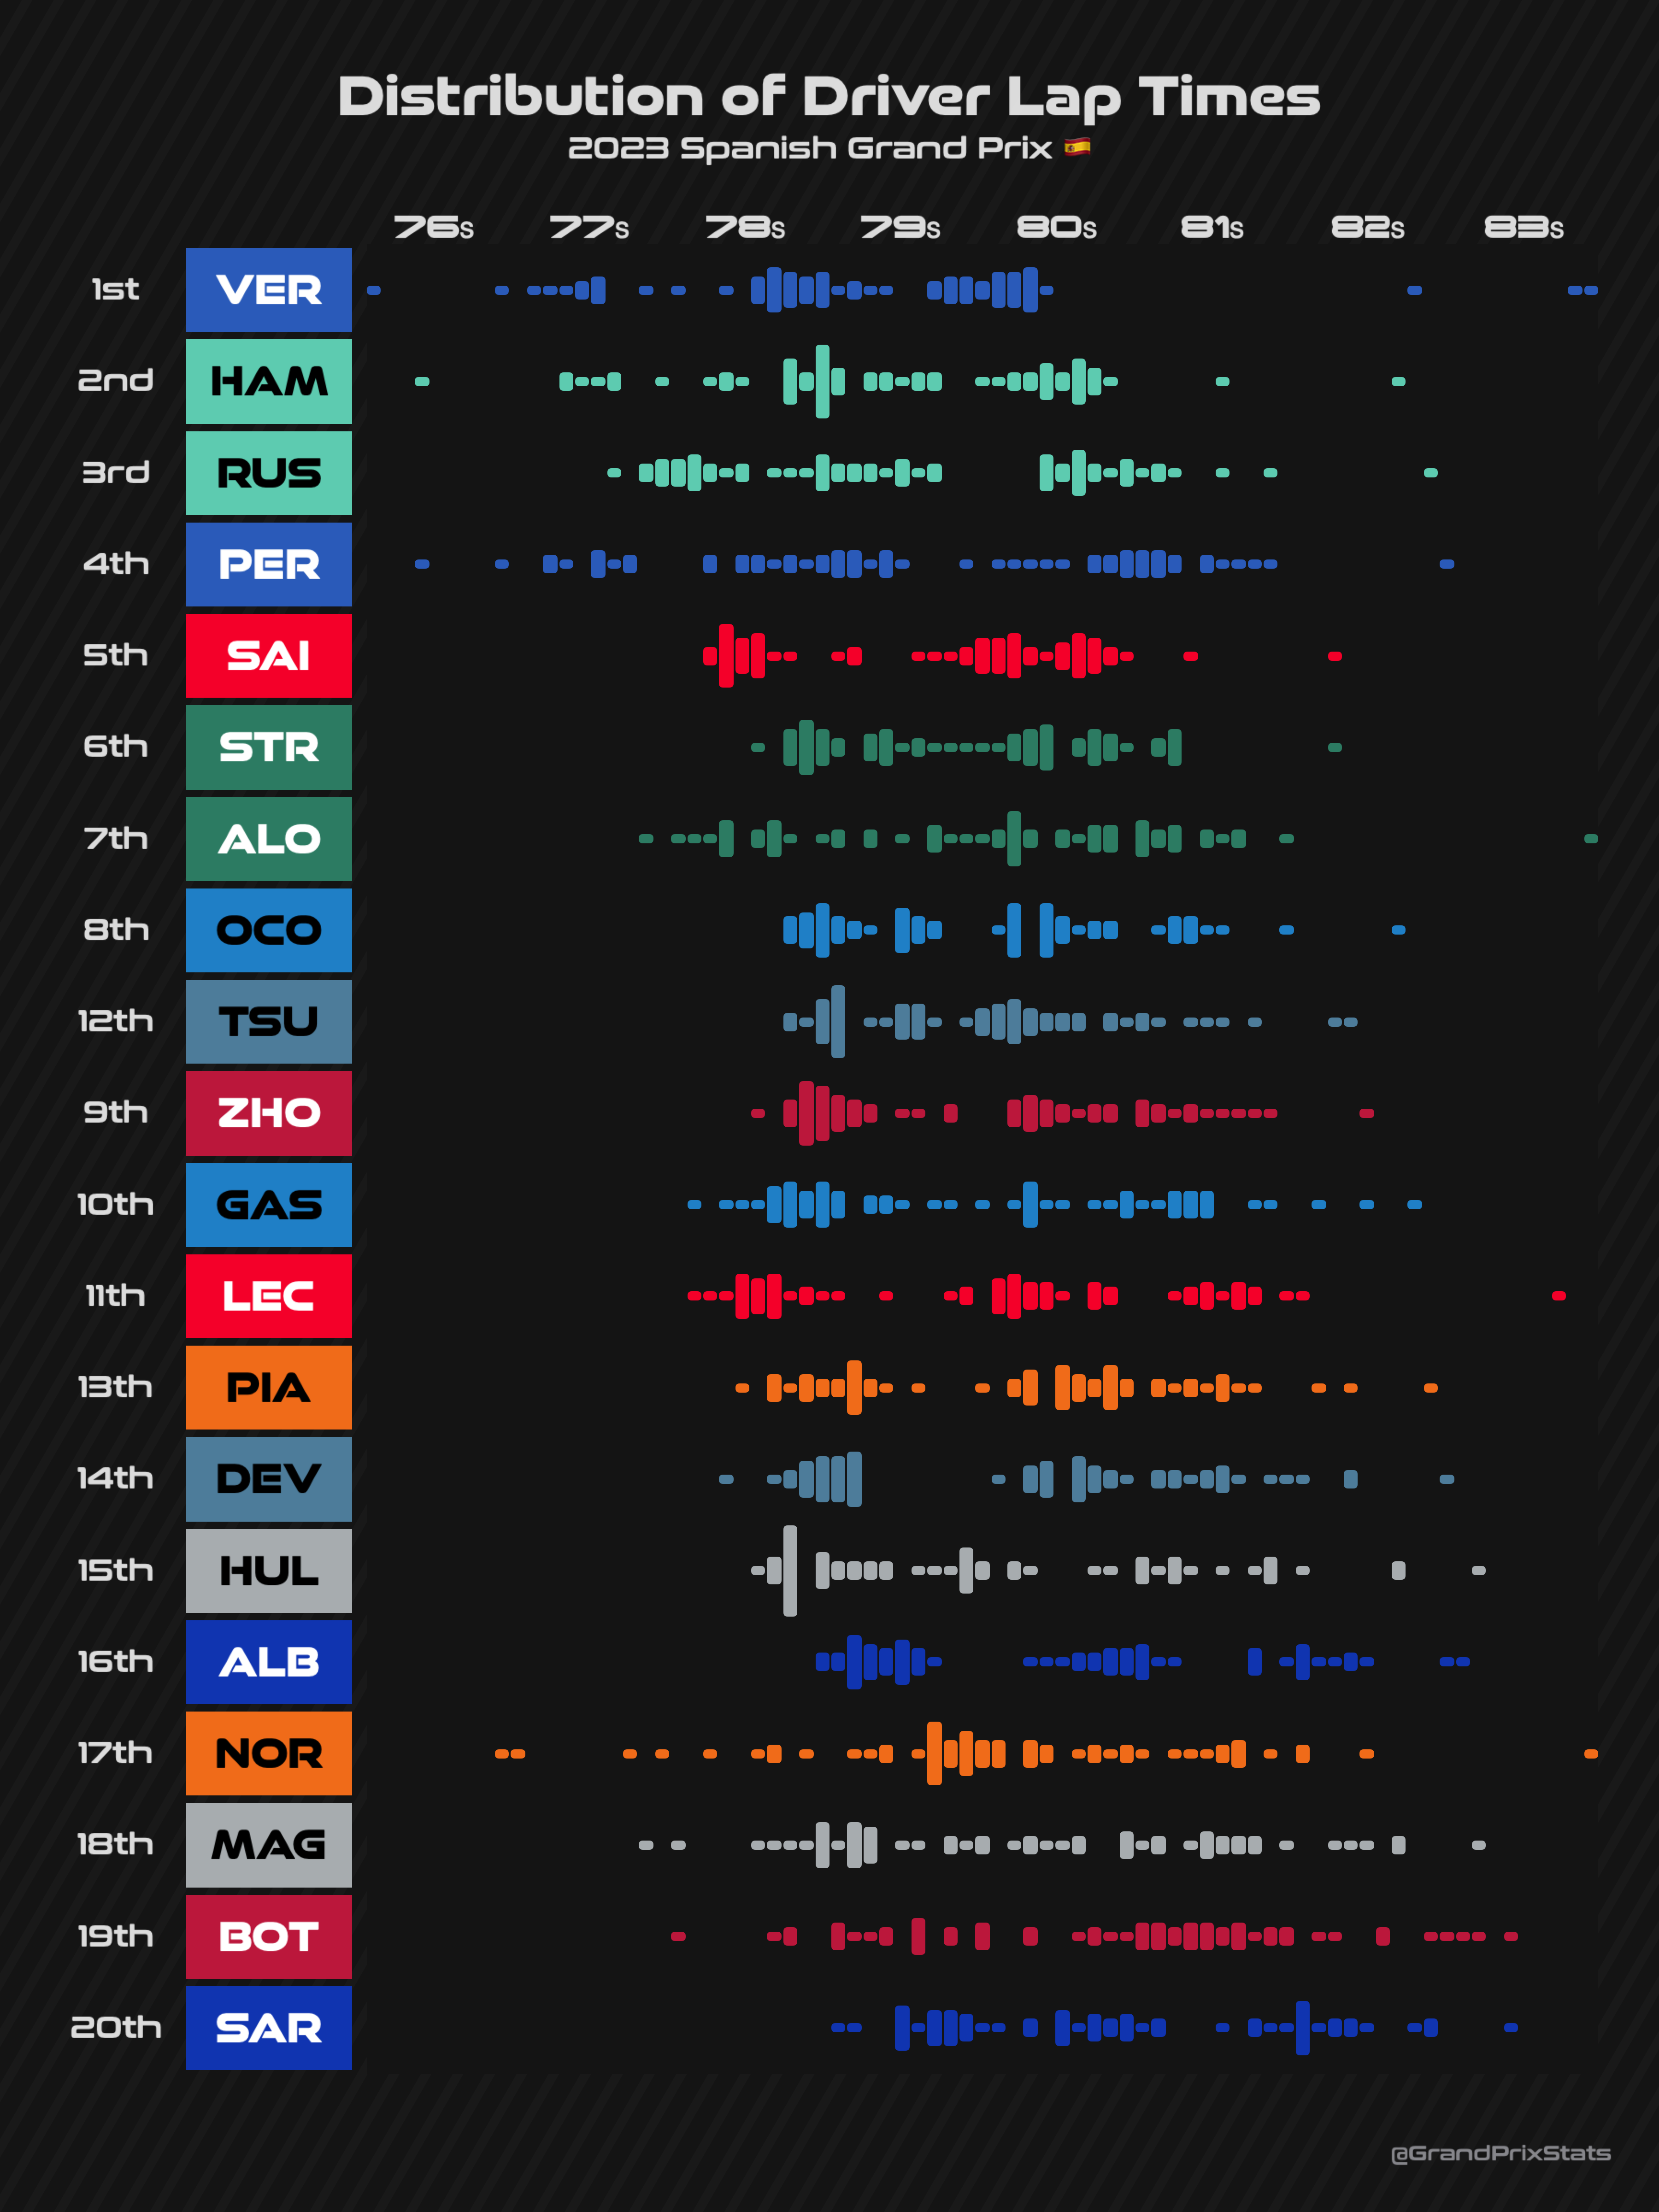 Distribution of Driver Lap Times
2023 Spanish Grand Prix 🇪🇸
76s 77s 78s 79s 80s 81s 82s 83s
1st VER
2nd HAM
3rd RUS
4th PER
5th SAI
6th STR
7th ALO
8th OCO
12th TSU
9th ZHO
10th GAS
11th LEC
13th PIA
14th DEV
15th HUL
16th ALB
17th NOR
18th MAG
19th BOT
20th SAR
@GrandPrixStats